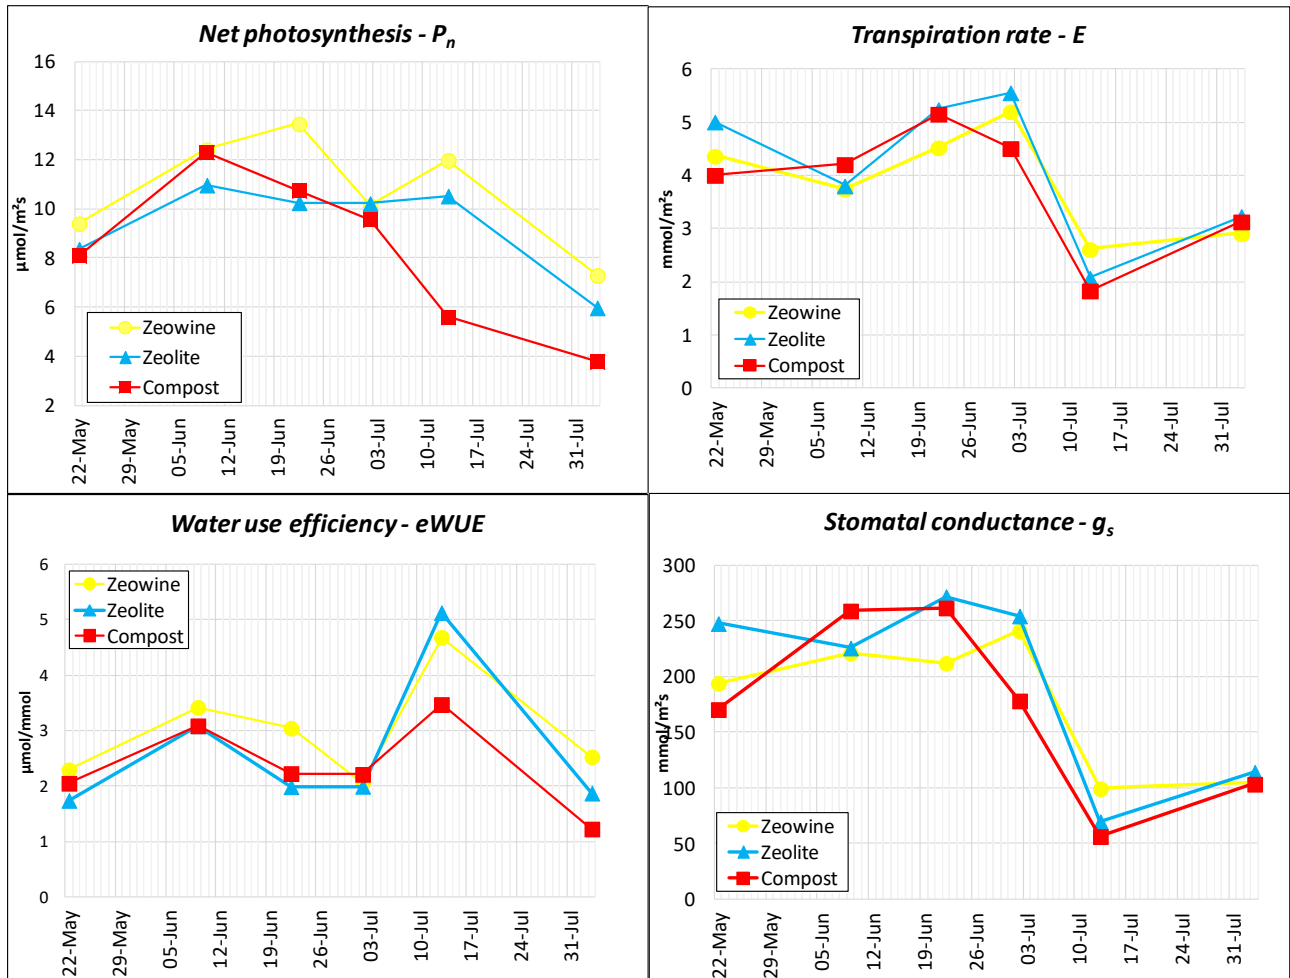 Net photosynthesis - Pn
µmol/m²s
16
14
12
10
8
6
4
2
Zeowine
Zeolite
Compost
22-May
29-May
05-Jun
12-Jun
19-Jun
26-Jun
03-Jul
10-Jul
17-Jul
24-Jul
31-Jul
Transpiration rate - E
mmol/m²s
6
5
4
3
2
1
0
Zeowine
Zeolite
Compost
22-May
29-May
05-Jun
12-Jun
19-Jun
26-Jun
03-Jul
10-Jul
17-Jul
24-Jul
31-Jul
Water use efficiency - eWUE
µmol/mmol
6
5
4
3
2
1
0
Zeowine
Zeolite
Compost
22-May
29-May
05-Jun
12-Jun
19-Jun
26-Jun
03-Jul
10-Jul
17-Jul
24-Jul
31-Jul
Stomatal conductance - gs
mmol/m²s
300
250
200
150
100
50
0
Zeowine
Zeolite
Compost
22-May
29-May
05-Jun
12-Jun
19-Jun
26-Jun
03-Jul
10-Jul
17-Jul
24-Jul
31-Jul